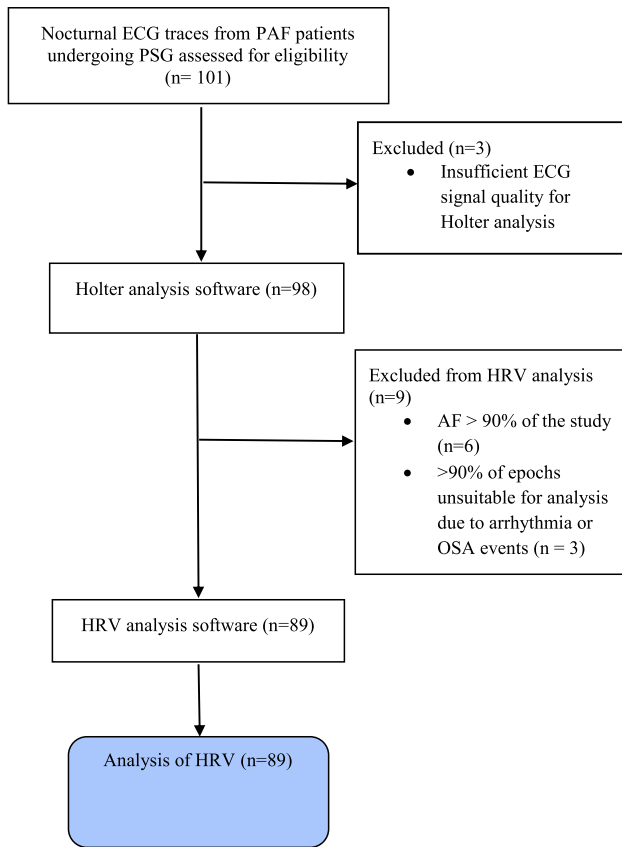 Nocturnal ECG traces from PAF patients
undergoing PSG assessed for eligibility
(n= 101)
Excluded (n=3)
• Insufficient ECG
signal quality for
Holter analysis
Holter analysis software (n=98)
Excluded from HRV analysis
(n=9)
• AF > 90% of the study
(n=6)
• >90% of epochs
unsuitable for analysis
due to arrhythmia or
OSA events (n = 3)
HRV analysis software (n=89)
Analysis of HRV (n=89)